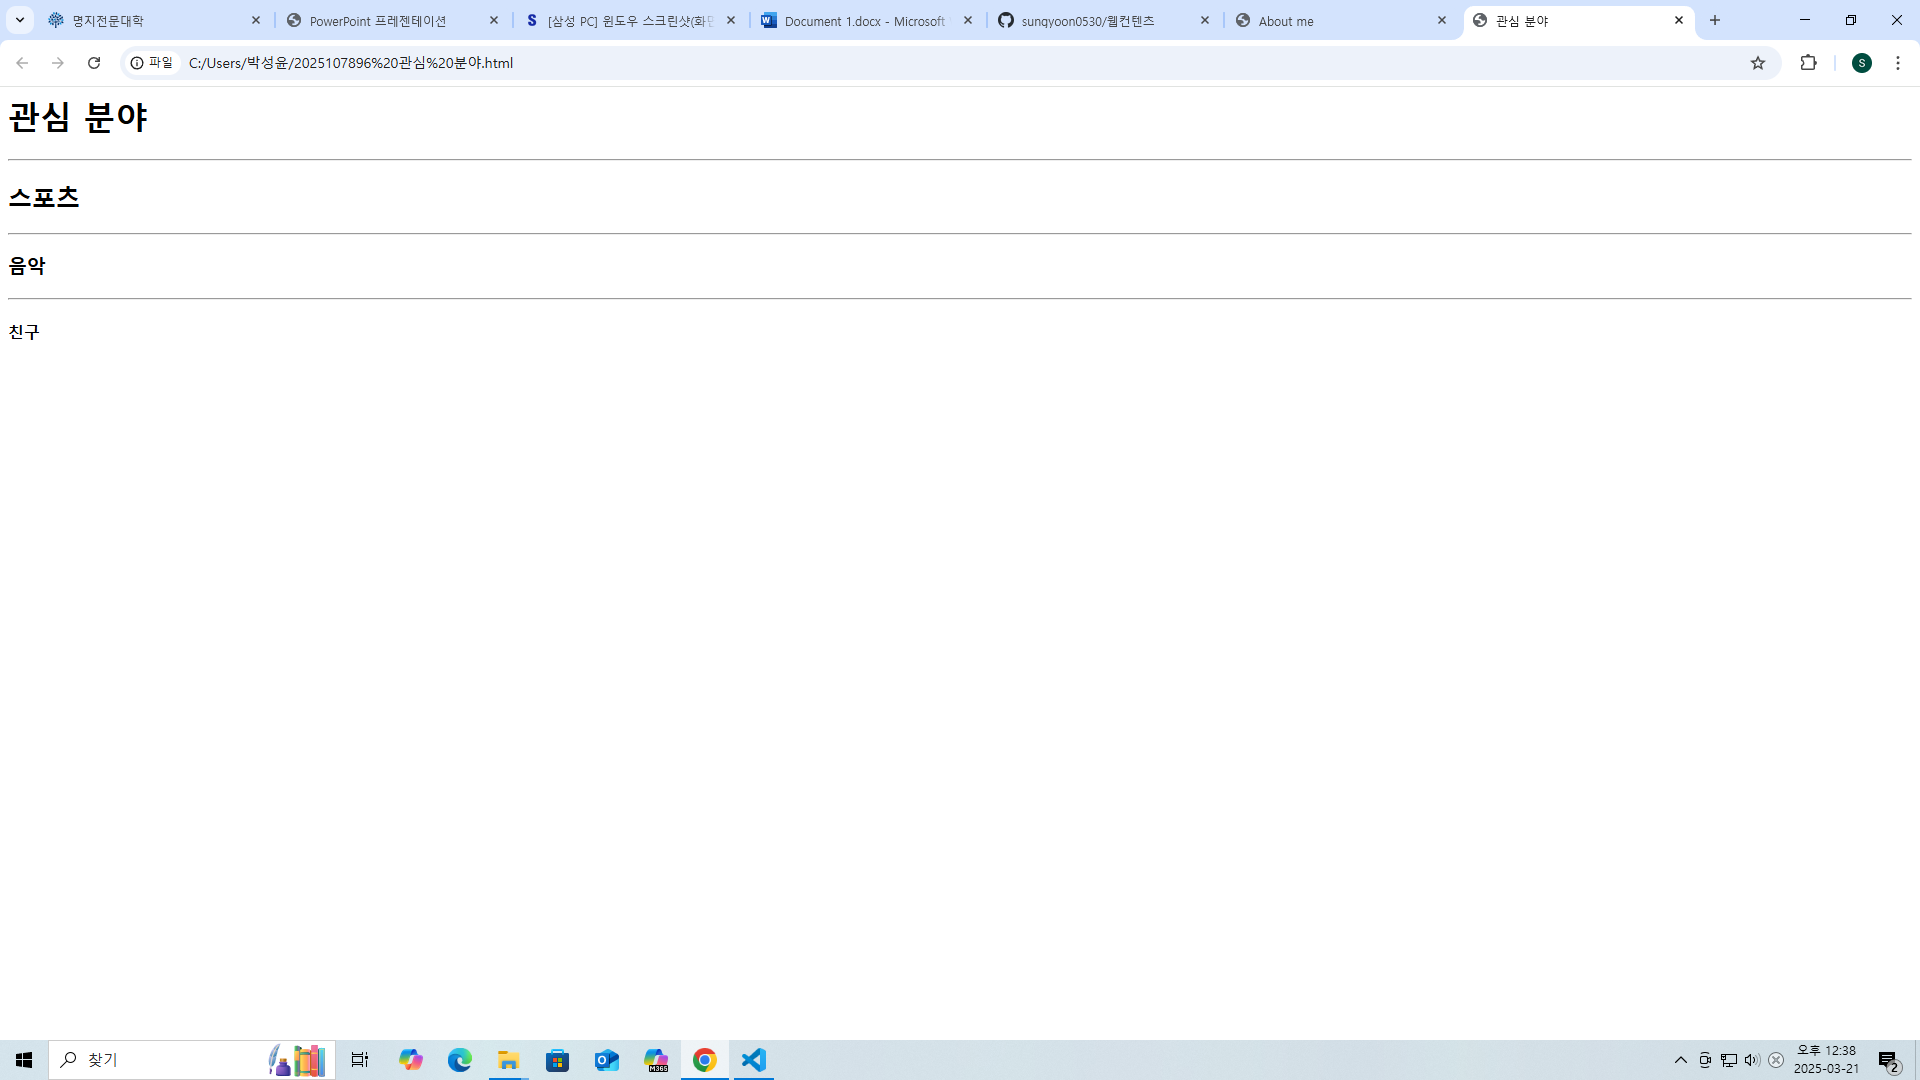 명지전문대학
PowerPoint 프레젠테이션
[삼성 PC] 윈도우 스크린샷(화면
Document 1.docx - Microsoft
sungyoon0530/웹컨텐츠
About me
관심 분야
파일
C:/Users/박성윤/2025107896%20관심%20분야.html
S
관심 분야
스포츠
음악
친구
찾기
M365
오후 12:38
2025-03-21
2